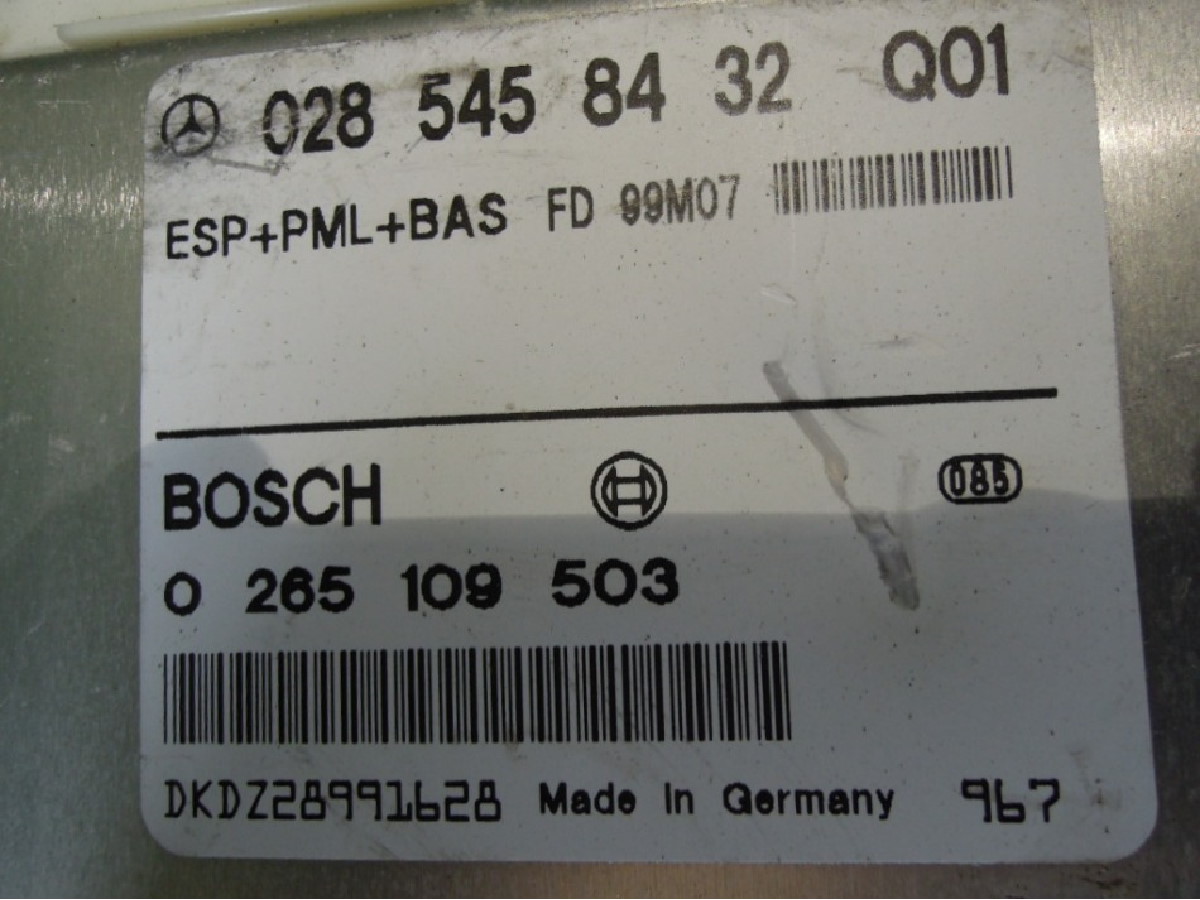 028 545 84 32 Q01
ESP+PML+BAS FD 99M07
BOSCH 085
0 265 109 503
DKDZ28991628 Made in Germany 967